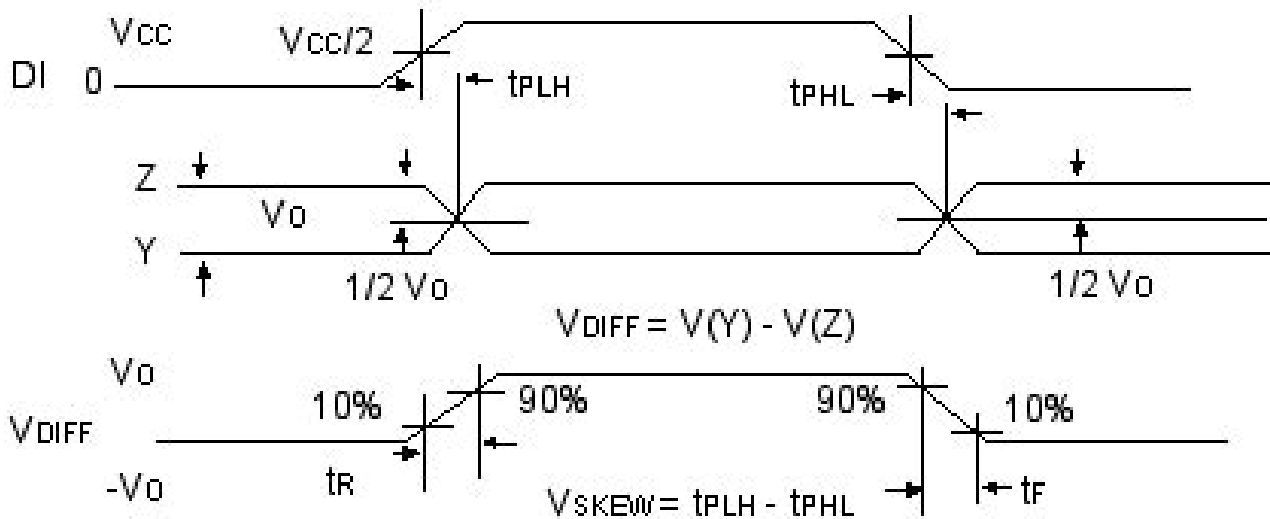 VCC
VCC/2
DI 0
tPLH
tPHL
Z
VO
Y
1/2 VO
1/2 VO
VDIFF = V(Y) - V(Z)
VO
10%
90%
90%
10%
VDIFF
-VO
tR
VSKEW = tPLH - tPHL
tF